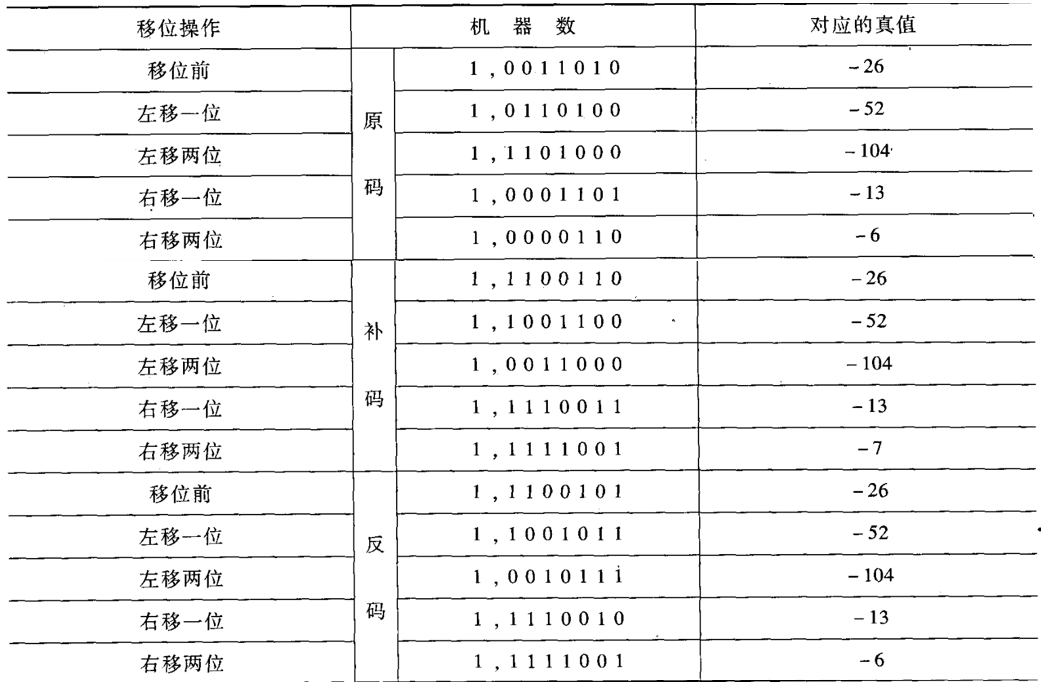 移位操作 机器数 对应的真值
移位前 原码 1,0011010 -26
左移一位 1,0110100 -52
左移两位 1,1101000 -104
右移一位 1,0001101 -13
右移两位 1,0000110 -6
移位前 补码 1,1100110 -26
左移一位 1,1001100 -52
左移两位 1,0011000 -104
右移一位 1,1110011 -13
右移两位 1,1111001 -7
移位前 反码 1,1100101 -26
左移一位 1,1001011 -52
左移两位 1,0010111 -104
右移一位 1,1110010 -13
右移两位 1,1111001 -6